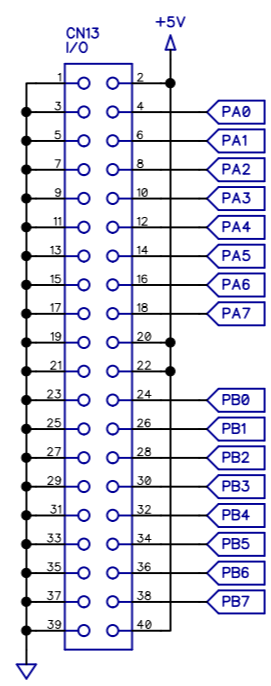 +5V
CN13
I/O
1 2
3 4 PA0
5 6 PA1
7 8 PA2
9 10 PA3
11 12 PA4
13 14 PA5
15 16 PA6
17 18 PA7
19 20
21 22
23 24 PB0
25 26 PB1
27 28 PB2
29 30 PB3
31 32 PB4
33 34 PB5
35 36 PB6
37 38 PB7
39 40